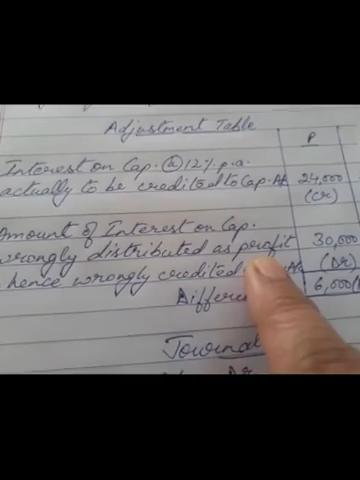 Adjustment Table
P
Interest on Cap. @ 12% p.a.
actually to be credited to Cap. A/c
24,000
(Cr)
Amount of Interest on Cap.
wrongly distributed as profit
30,000
hence wrongly credited
(Dr)
6,000
Journal
Dr